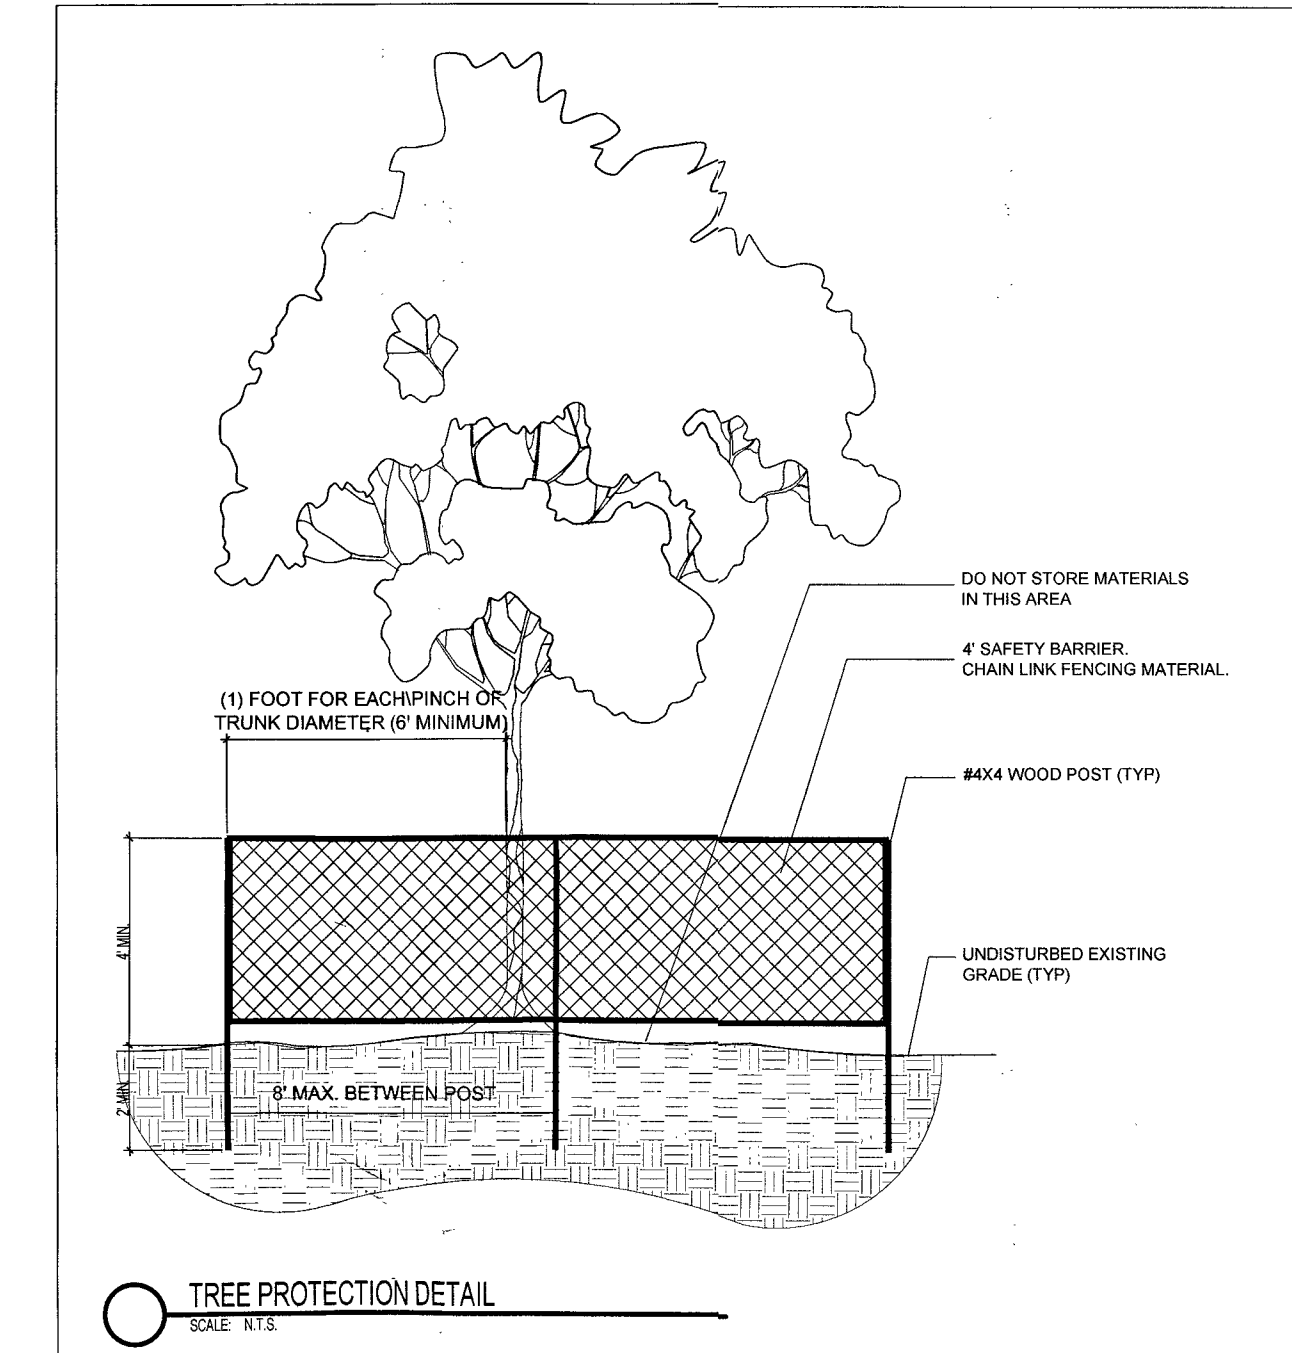 DO NOT STORE MATERIALS
IN THIS AREA
4' SAFETY BARRIER.
CHAIN LINK FENCING MATERIAL.
(1) FOOT FOR EACH\PINCH OF
TRUNK DIAMETER (6' MINIMUM)
#4X4 WOOD POST (TYP)
4' MIN.
UNDISTURBED EXISTING
GRADE (TYP)
2' MIN.
8' MAX. BETWEEN POST
TREE PROTECTION DETAIL
SCALE: N.T.S.